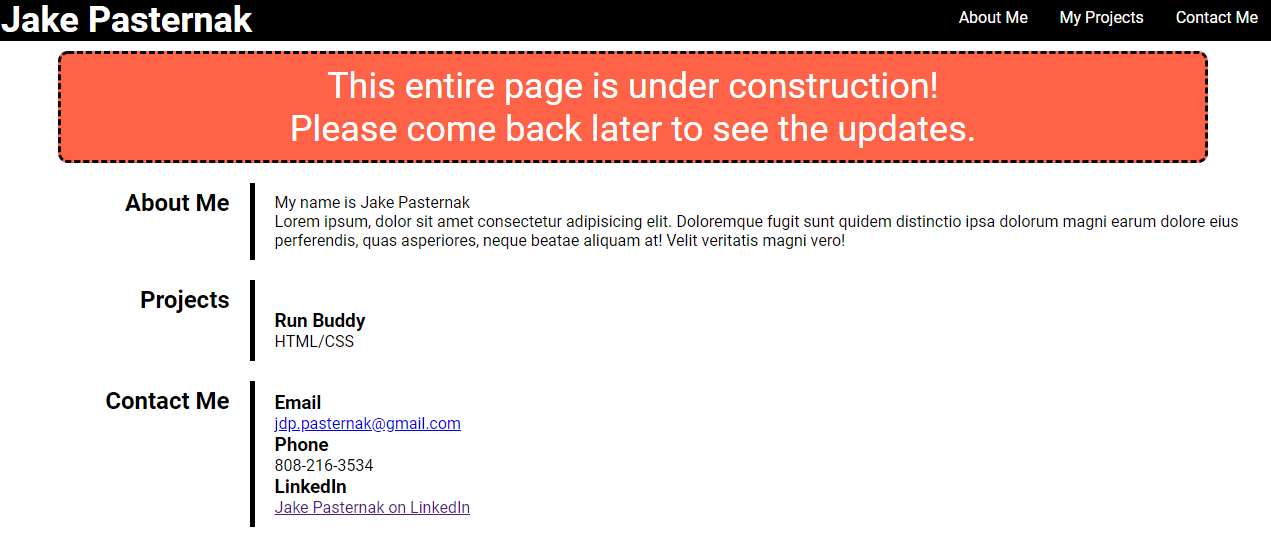 Jake Pasternak
About Me My Projects Contact Me
This entire page is under construction!
Please come back later to see the updates.
About Me
My name is Jake Pasternak
Lorem ipsum, dolor sit amet consectetur adipisicing elit. Doloremque fugit sunt quidem distinctio ipsa dolorum magni earum dolore eius
perferendis, quas asperiores, neque beatae aliquam at! Velit veritatis magni vero!
Projects
Run Buddy
HTML/CSS
Contact Me
Email
jdp.pasternak@gmail.com
Phone
808-216-3534
LinkedIn
Jake Pasternak on LinkedIn